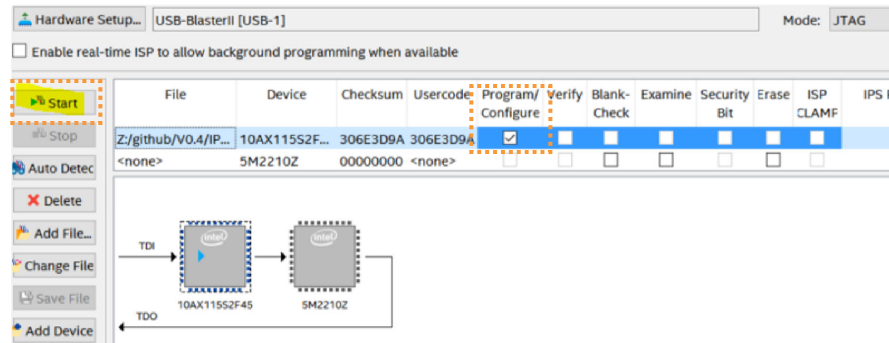 Hardware Setup... USB-BlasterII [USB-1] Mode: JTAG
Enable real-time ISP to allow background programming when available
Start
Stop
Auto Detec
Delete
Add File...
Change File
Save File
Add Device
File Device Checksum Usercode Program/ Verify Blank- Examine Security Erase ISP IPS
Configure Check Bit CLAMP
Z:/github/V0.4/IP... 10AX115S2F... 306E3D9A 306E3D9A
<none> 5M2210Z 00000000 <none>
TDI
intel intel
10AX115S2F45 5M2210Z
TDO